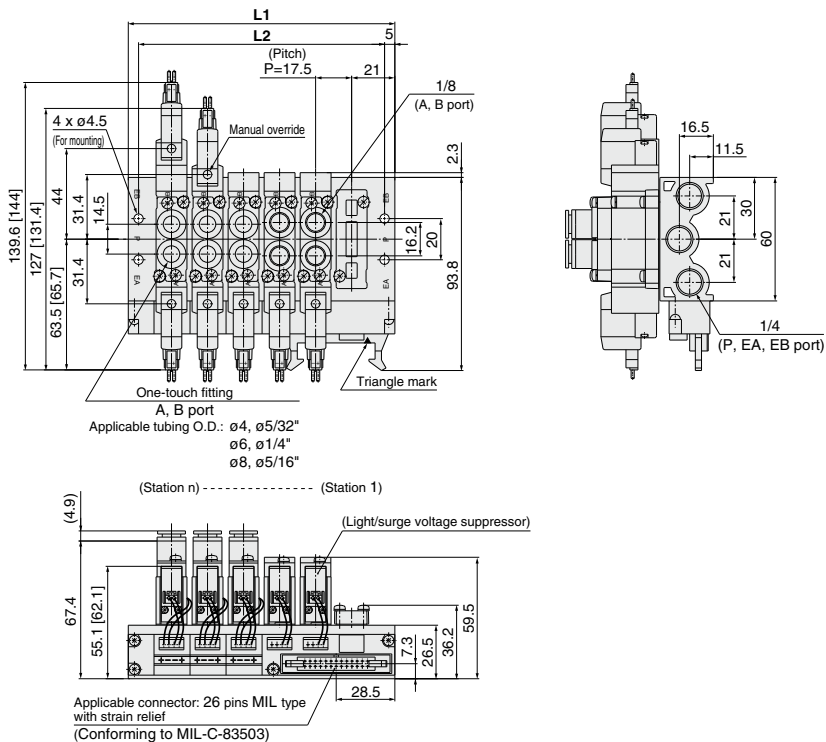 L1
L2
5
(Pitch)
P=17.5
21
1/8
(A, B port)
4 x ø4.5
(For mounting)
Manual override
139.6 [144]
127 [131.4]
63.5 [65.7]
44
31.4
14.5
31.4
EB
P
EA
EB
P
EA
2.3
16.2
20
93.8
Triangle mark
One-touch fitting
A, B port
Applicable tubing O.D.: ø4, ø5/32"
ø6, ø1/4"
ø8, ø5/16"
16.5
11.5
21
21
30
60
1/4
(P, EA, EB port)
(Station n) ---------------- (Station 1)
(Light/surge voltage suppressor)
(4.9)
67.4
55.1 [62.1]
7.3
26.5
36.2
59.5
28.5
Applicable connector: 26 pins MIL type
with strain relief
(Conforming to MIL-C-83503)